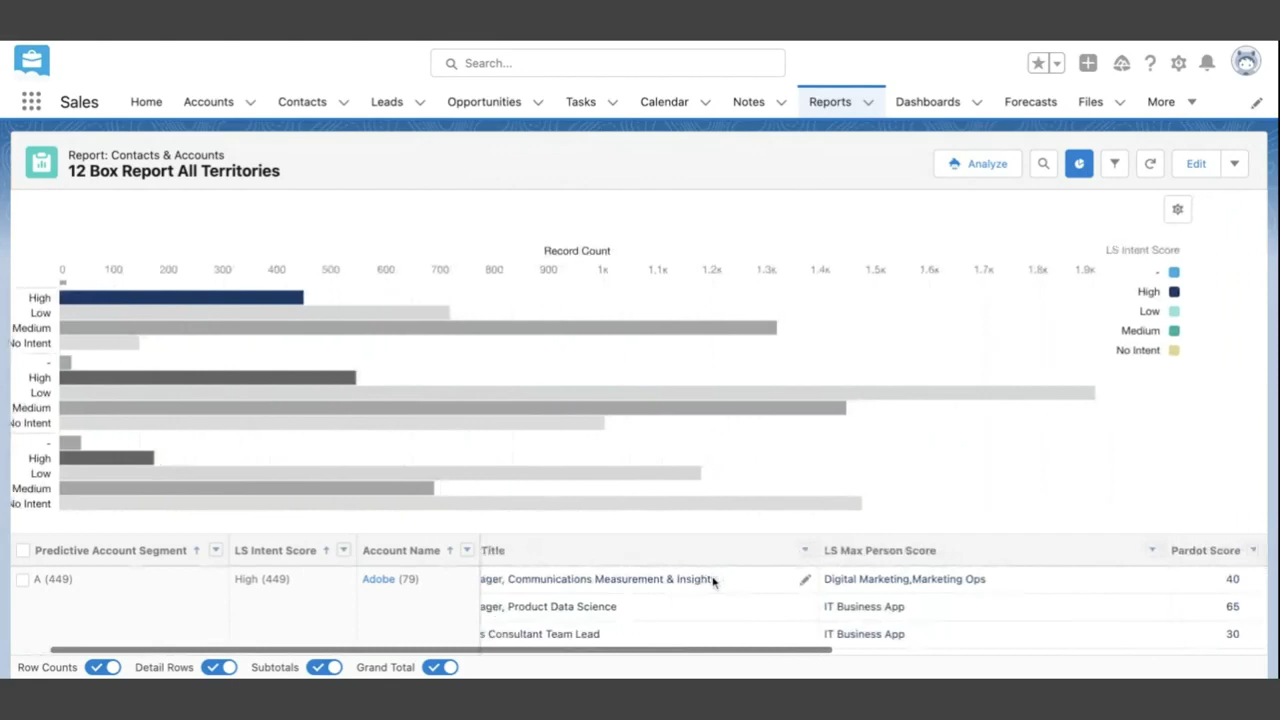 Search...
Sales Home Accounts Contacts Leads Opportunities Tasks Calendar Notes Reports Dashboards Forecasts Files More
Report: Contacts & Accounts
12 Box Report All Territories
Analyze Edit
Record Count
0 100 200 300 400 500 600 700 800 900 1k 1.1k 1.2k 1.3k 1.4k 1.5k 1.6k 1.7k 1.8k 1.9k
LS Intent Score
-
High
Low
Medium
No Intent
High
Low
Medium
No Intent
-
High
Low
Medium
No Intent
-
High
Low
Medium
No Intent
Predictive Account Segment LS Intent Score Account Name Title LS Max Person Score Pardot Score
A (449) High (449) Adobe (79) ager, Communications Measurement & Insights Digital Marketing,Marketing Ops 40
ager, Product Data Science IT Business App 65
s Consultant Team Lead IT Business App 30
Row Counts Detail Rows Subtotals Grand Total